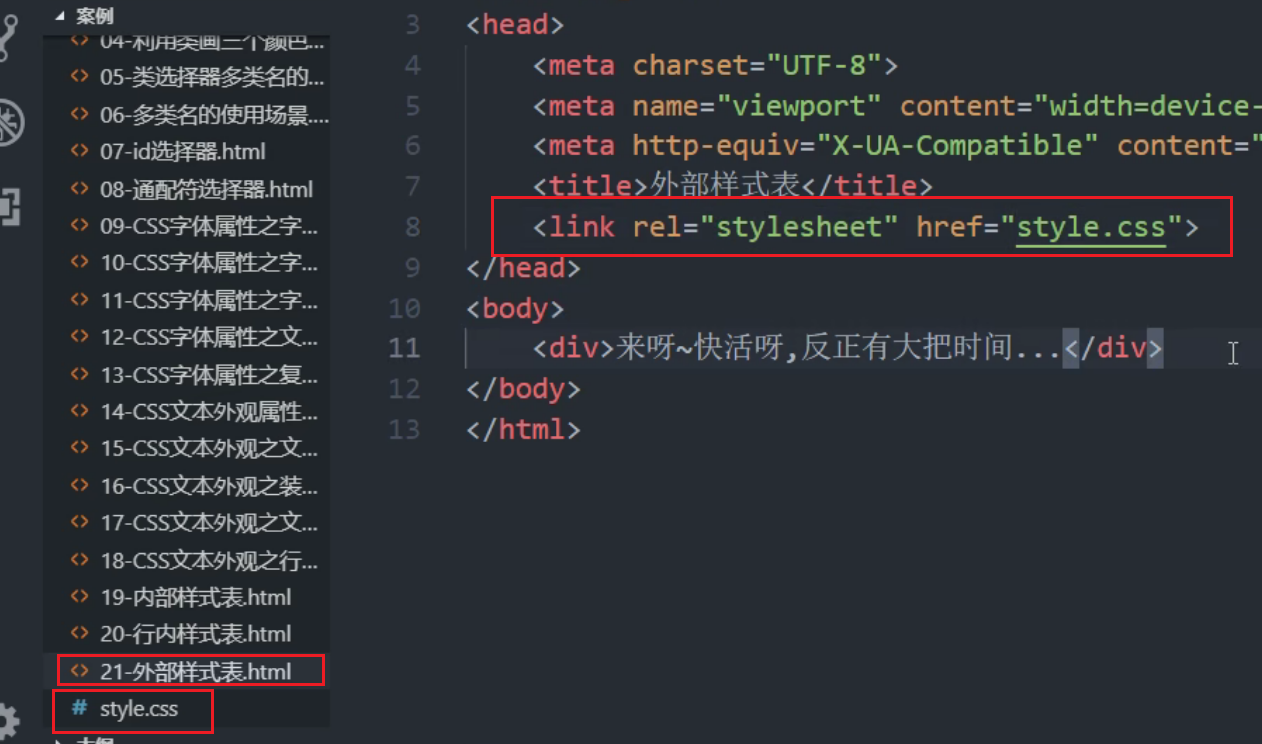 案例
04-利用类画三个颜色...
05-类选择器多类名的...
06-多类名的使用场景....
07-id选择器.html
08-通配符选择器.html
09-CSS字体属性之字...
10-CSS字体属性之字...
11-CSS字体属性之字...
12-CSS字体属性之文...
13-CSS字体属性之复...
14-CSS文本外观属性...
15-CSS文本外观之文...
16-CSS文本外观之装...
17-CSS文本外观之文...
18-CSS文本外观之行...
19-内部样式表.html
20-行内样式表.html
21-外部样式表.html
# style.css
3 <head>
4 <meta charset="UTF-8">
5 <meta name="viewport" content="width=device-
6 <meta http-equiv="X-UA-Compatible" content="
7 <title>外部样式表</title>
8 <link rel="stylesheet" href="style.css">
9 </head>
10 <body>
11 <div>来呀~快活呀,反正有大把时间...</div>
12 </body>
13 </html>